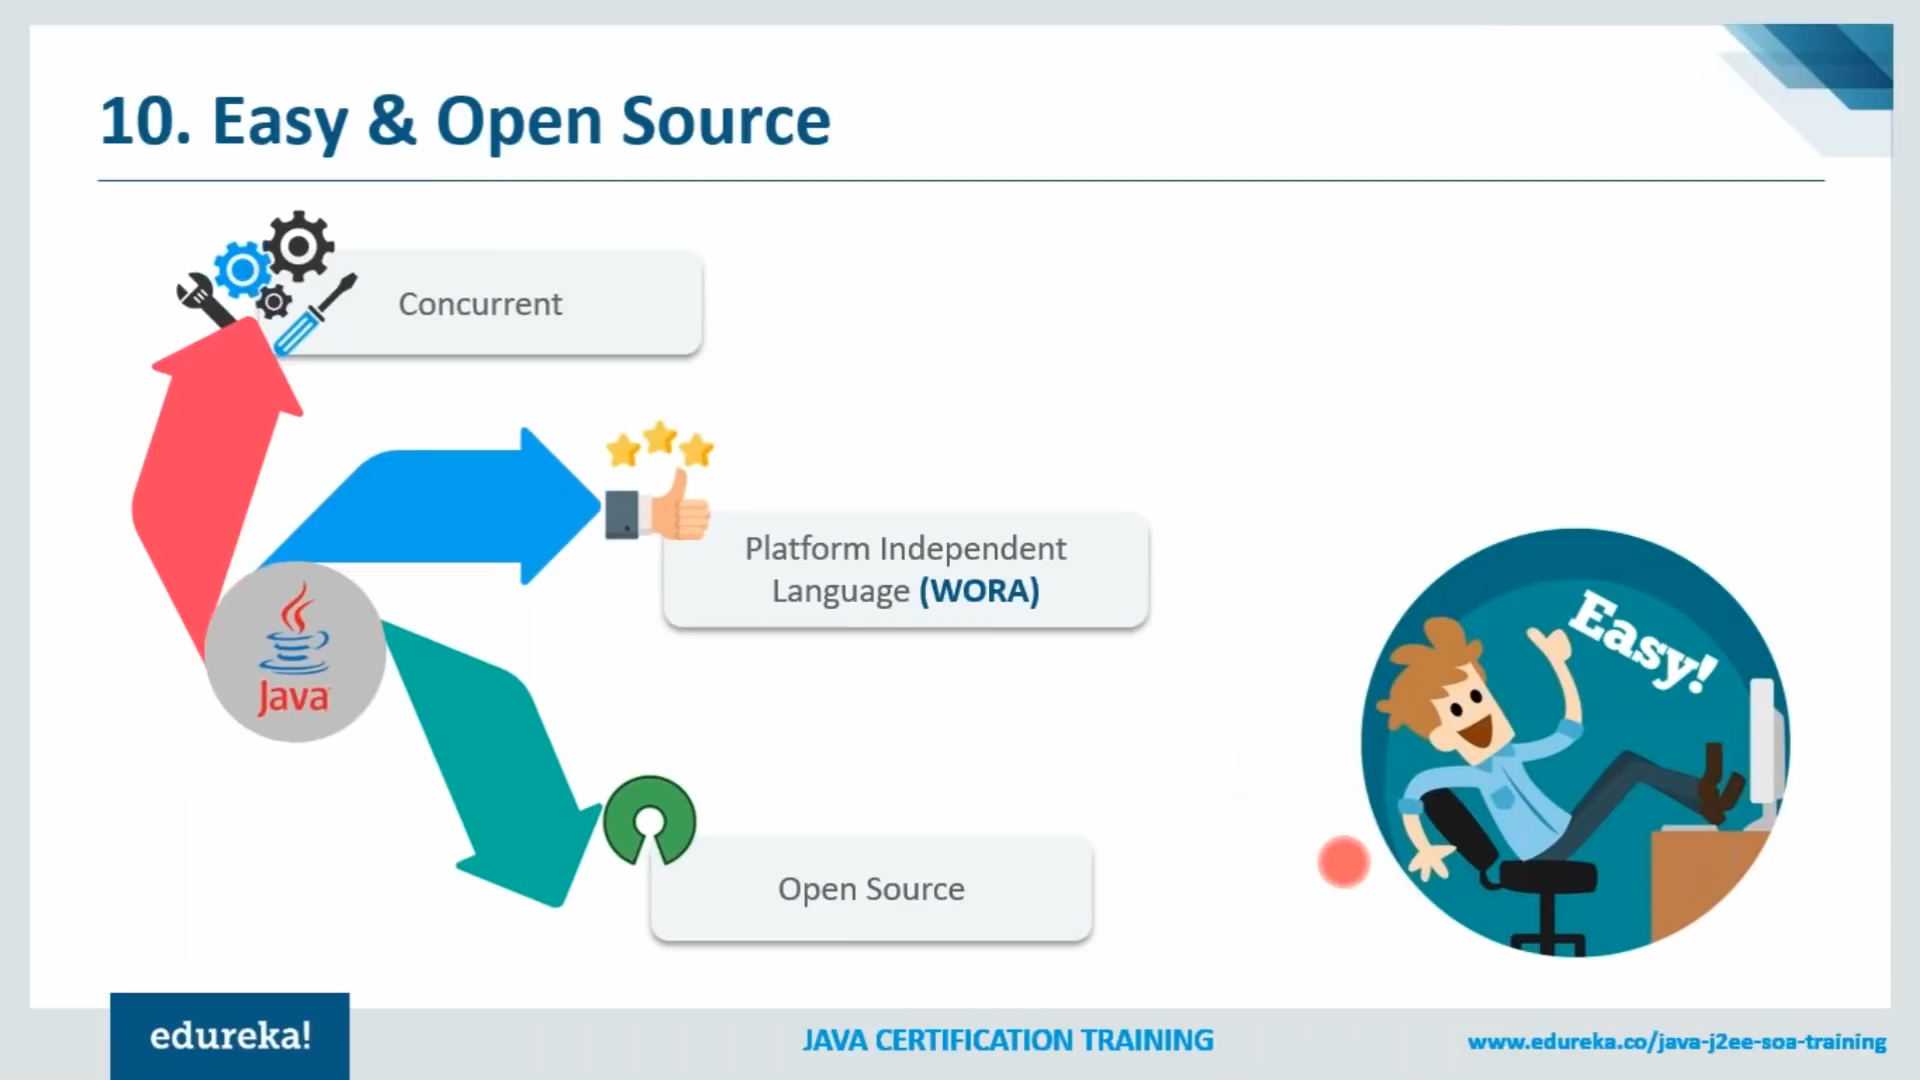 10. Easy & Open Source
Concurrent
Platform Independent
Language (WORA)
Java
Easy!
Open Source
edureka!
JAVA CERTIFICATION TRAINING
www.edureka.co/java-j2ee-soa-training